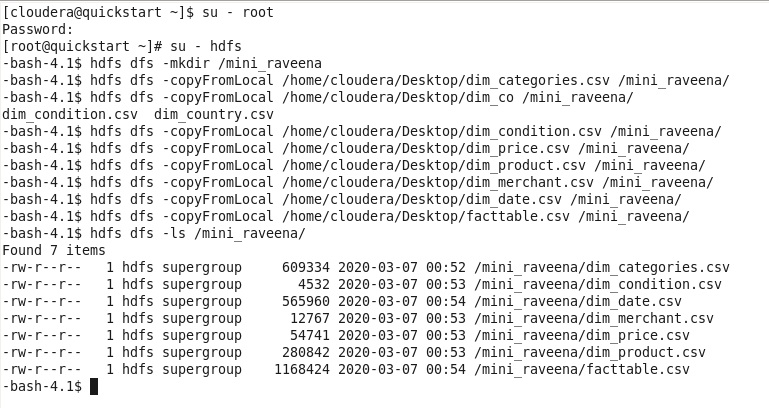 [cloudera@quickstart ~]$ su - root
Password:
[root@quickstart ~]# su - hdfs
-bash-4.1$ hdfs dfs -mkdir /mini_raveena
-bash-4.1$ hdfs dfs -copyFromLocal /home/cloudera/Desktop/dim_categories.csv /mini_raveena/
-bash-4.1$ hdfs dfs -copyFromLocal /home/cloudera/Desktop/dim_co /mini_raveena/
dim_condition.csv  dim_country.csv
-bash-4.1$ hdfs dfs -copyFromLocal /home/cloudera/Desktop/dim_condition.csv /mini_raveena/
-bash-4.1$ hdfs dfs -copyFromLocal /home/cloudera/Desktop/dim_price.csv /mini_raveena/
-bash-4.1$ hdfs dfs -copyFromLocal /home/cloudera/Desktop/dim_product.csv /mini_raveena/
-bash-4.1$ hdfs dfs -copyFromLocal /home/cloudera/Desktop/dim_merchant.csv /mini_raveena/
-bash-4.1$ hdfs dfs -copyFromLocal /home/cloudera/Desktop/dim_date.csv /mini_raveena/
-bash-4.1$ hdfs dfs -copyFromLocal /home/cloudera/Desktop/facttable.csv /mini_raveena/
-bash-4.1$ hdfs dfs -ls /mini_raveena/
Found 7 items
-rw-r--r--   1 hdfs supergroup     609334 2020-03-07 00:52 /mini_raveena/dim_categories.csv
-rw-r--r--   1 hdfs supergroup       4532 2020-03-07 00:53 /mini_raveena/dim_condition.csv
-rw-r--r--   1 hdfs supergroup     565960 2020-03-07 00:54 /mini_raveena/dim_date.csv
-rw-r--r--   1 hdfs supergroup      12767 2020-03-07 00:53 /mini_raveena/dim_merchant.csv
-rw-r--r--   1 hdfs supergroup      54741 2020-03-07 00:53 /mini_raveena/dim_price.csv
-rw-r--r--   1 hdfs supergroup     280842 2020-03-07 00:53 /mini_raveena/dim_product.csv
-rw-r--r--   1 hdfs supergroup    1168424 2020-03-07 00:54 /mini_raveena/facttable.csv
-bash-4.1$